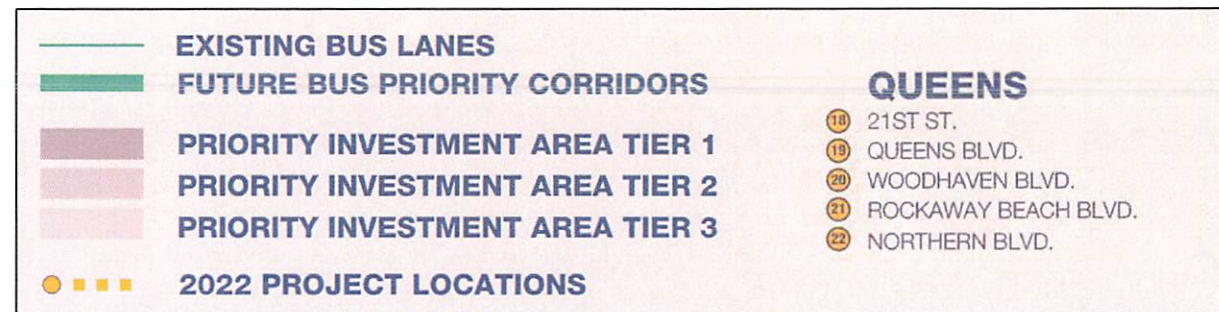 EXISTING BUS LANES
FUTURE BUS PRIORITY CORRIDORS
PRIORITY INVESTMENT AREA TIER 1
PRIORITY INVESTMENT AREA TIER 2
PRIORITY INVESTMENT AREA TIER 3
2022 PROJECT LOCATIONS
QUEENS
18 21ST ST.
19 QUEENS BLVD.
20 WOODHAVEN BLVD.
21 ROCKAWAY BEACH BLVD.
22 NORTHERN BLVD.